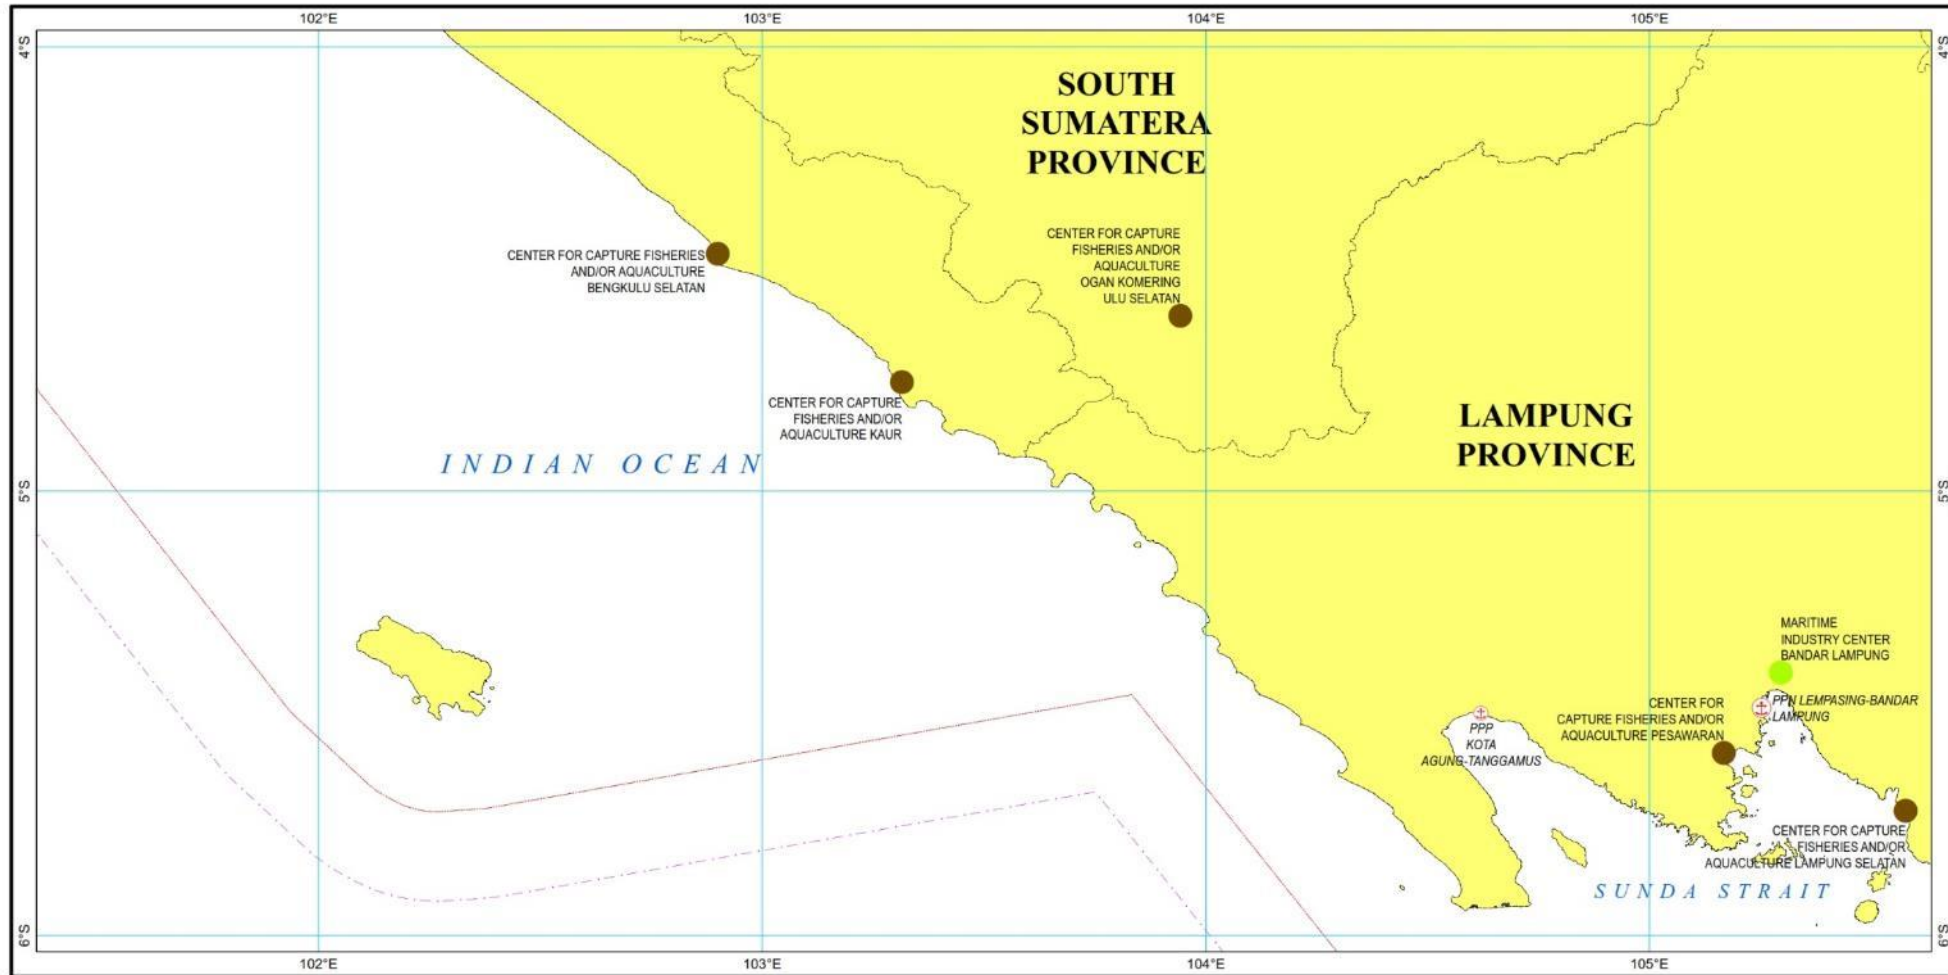 102°E
103°E
104°E
105°E
4°S
4°S
SOUTH
SUMATERA
PROVINCE
CENTER FOR CAPTURE
FISHERIES AND/OR
AQUACULTURE
OGAN KOMERING
ULU SELATAN
CENTER FOR CAPTURE FISHERIES
AND/OR AQUACULTURE
BENGKULU SELATAN
CENTER FOR CAPTURE
FISHERIES AND/OR
AQUACULTURE KAUR
LAMPUNG
PROVINCE
INDIAN OCEAN
5°S
5°S
MARITIME
INDUSTRY CENTER
BANDAR LAMPUNG
PPN LEMPASING-BANDAR
LAMPUNG
CENTER FOR
CAPTURE FISHERIES AND/OR
AQUACULTURE PESAWARAN
PPP
KOTA
AGUNG-TANGGAMUS
CENTER FOR CAPTURE
FISHERIES AND/OR
AQUACULTURE LAMPUNG SELATAN
SUNDA STRAIT
6°S
6°S
102°E
103°E
104°E
105°E